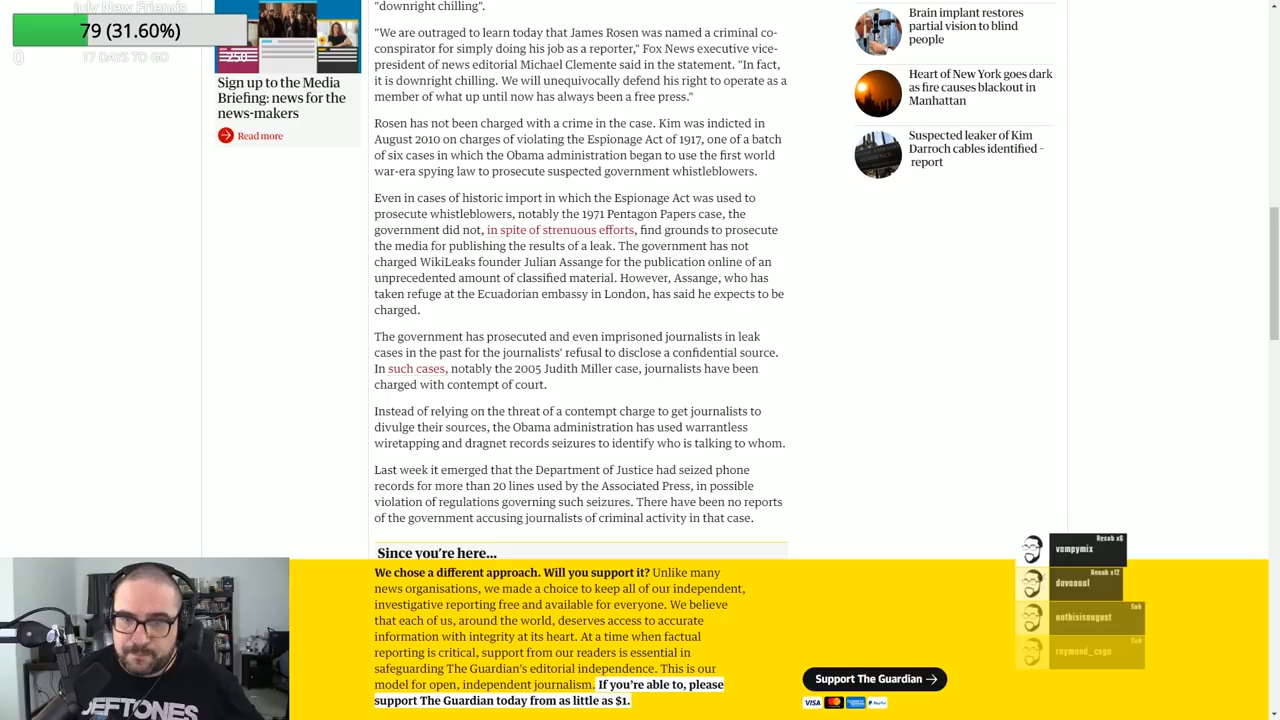 July New Friends
79 (31.60%)
0
17 DAYS TO GO
250
Sign up to the Media
Briefing: news for the
news-makers
Read more
"downright chilling".
"We are outraged to learn today that James Rosen was named a criminal co-
conspirator for simply doing his job as a reporter," Fox News executive vice-
president of news editorial Michael Clemente said in the statement. "In fact,
it is downright chilling. We will unequivocally defend his right to operate as a
member of what up until now has always been a free press."
Rosen has not been charged with a crime in the case. Kim was indicted in
August 2010 on charges of violating the Espionage Act of 1917, one of a batch
of six cases in which the Obama administration began to use the first world
war-era spying law to prosecute suspected government whistleblowers.
Even in cases of historic import in which the Espionage Act was used to
prosecute whistleblowers, notably the 1971 Pentagon Papers case, the
government did not, in spite of strenuous efforts, find grounds to prosecute
the media for publishing the results of a leak. The government has not
charged WikiLeaks founder Julian Assange for the publication online of an
unprecedented amount of classified material. However, Assange, who has
taken refuge at the Ecuadorian embassy in London, has said he expects to be
charged.
The government has prosecuted and even imprisoned journalists in leak
cases in the past for the journalists' refusal to disclose a confidential source.
In such cases, notably the 2005 Judith Miller case, journalists have been
charged with contempt of court.
Instead of relying on the threat of a contempt charge to get journalists to
divulge their sources, the Obama administration has used warrantless
wiretapping and dragnet records seizures to identify who is talking to whom.
Last week it emerged that the Department of Justice had seized phone
records for more than 20 lines used by the Associated Press, in possible
violation of regulations governing such seizures. There have been no reports
of the government accusing journalists of criminal activity in that case.
Brain implant restores
partial vision to blind
people
Heart of New York goes dark
as fire causes blackout in
Manhattan
Suspected leaker of Kim
Darroch cables identified –
report
Since you're here...
We chose a different approach. Will you support it? Unlike many
news organisations, we made a choice to keep all of our independent,
investigative reporting free and available for everyone. We believe
that each of us, around the world, deserves access to accurate
information with integrity at its heart. At a time when factual
reporting is critical, support from our readers is essential in
safeguarding The Guardian's editorial independence. This is our
model for open, independent journalism. If you're able to, please
support The Guardian today from as little as $1.
Support The Guardian
VISA
PayPal
Resub x6
vampymix
Resub x12
Sub
nothisisaugust
Sub
DEFTONES